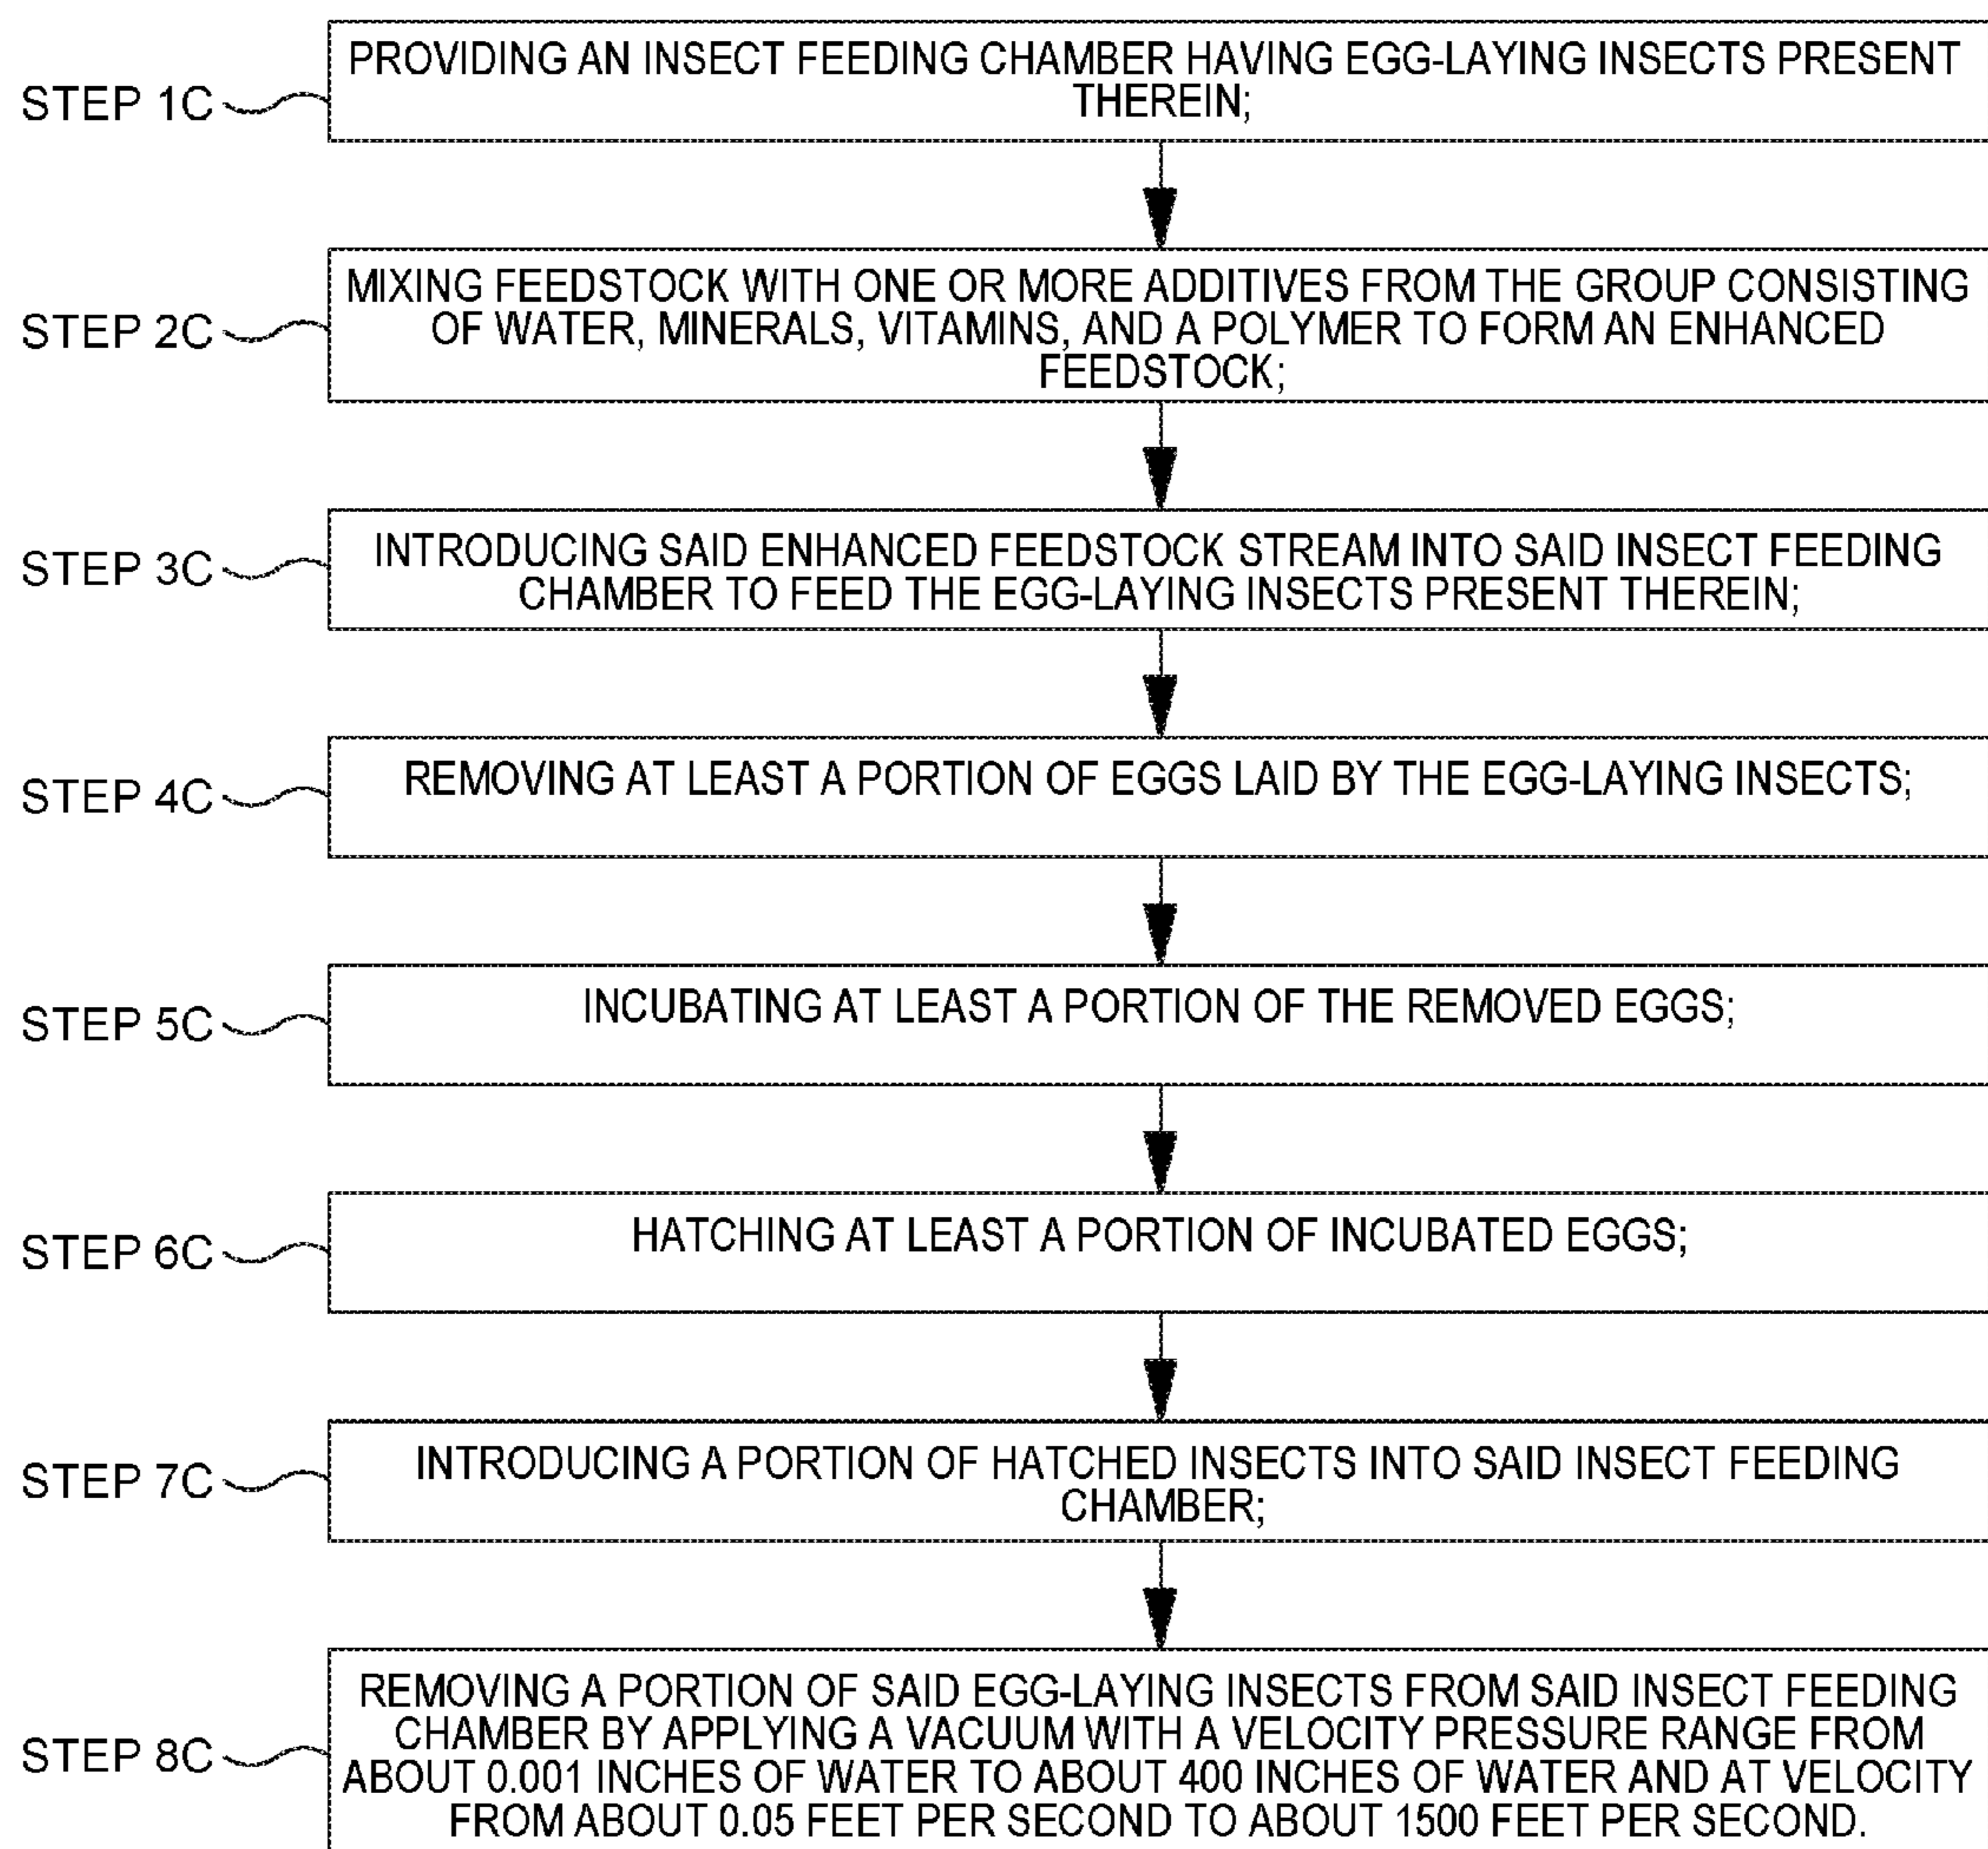 STEP 1C
PROVIDING AN INSECT FEEDING CHAMBER HAVING EGG-LAYING INSECTS PRESENT
THEREIN;
STEP 2C
MIXING FEEDSTOCK WITH ONE OR MORE ADDITIVES FROM THE GROUP CONSISTING
OF WATER, MINERALS, VITAMINS, AND A POLYMER TO FORM AN ENHANCED
FEEDSTOCK;
STEP 3C
INTRODUCING SAID ENHANCED FEEDSTOCK STREAM INTO SAID INSECT FEEDING
CHAMBER TO FEED THE EGG-LAYING INSECTS PRESENT THEREIN;
STEP 4C
REMOVING AT LEAST A PORTION OF EGGS LAID BY THE EGG-LAYING INSECTS;
STEP 5C
INCUBATING AT LEAST A PORTION OF THE REMOVED EGGS;
STEP 6C
HATCHING AT LEAST A PORTION OF INCUBATED EGGS;
STEP 7C
INTRODUCING A PORTION OF HATCHED INSECTS INTO SAID INSECT FEEDING
CHAMBER;
STEP 8C
REMOVING A PORTION OF SAID EGG-LAYING INSECTS FROM SAID INSECT FEEDING
CHAMBER BY APPLYING A VACUUM WITH A VELOCITY PRESSURE RANGE FROM
ABOUT 0.001 INCHES OF WATER TO ABOUT 400 INCHES OF WATER AND AT VELOCITY
FROM ABOUT 0.05 FEET PER SECOND TO ABOUT 1500 FEET PER SECOND.